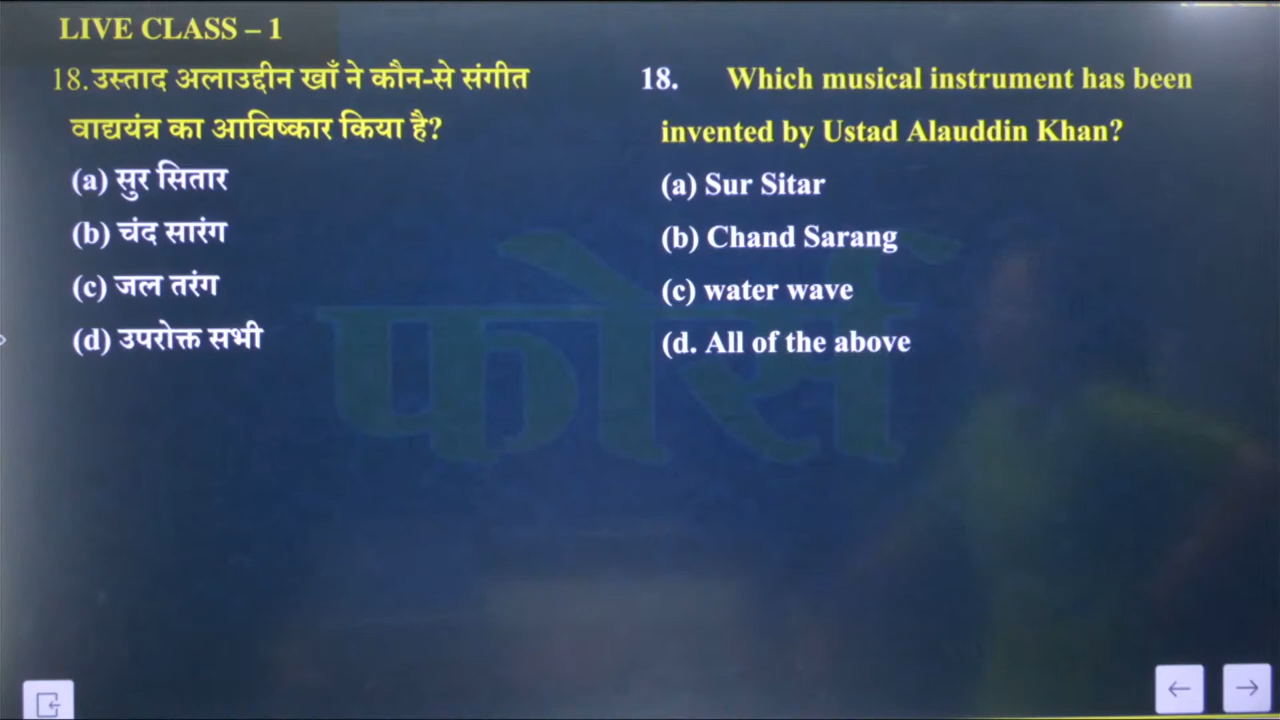 LIVE CLASS – 1
18.उस्ताद अलाउद्दीन खाँ ने कौन-से संगीत
वाद्ययंत्र का आविष्कार किया है?
(a) सुर सितार
(b) चंद सारंग
(c) जल तरंग
(d) उपरोक्त सभी
18. Which musical instrument has been
invented by Ustad Alauddin Khan?
(a) Sur Sitar
(b) Chand Sarang
(c) water wave
(d. All of the above
फोर्स